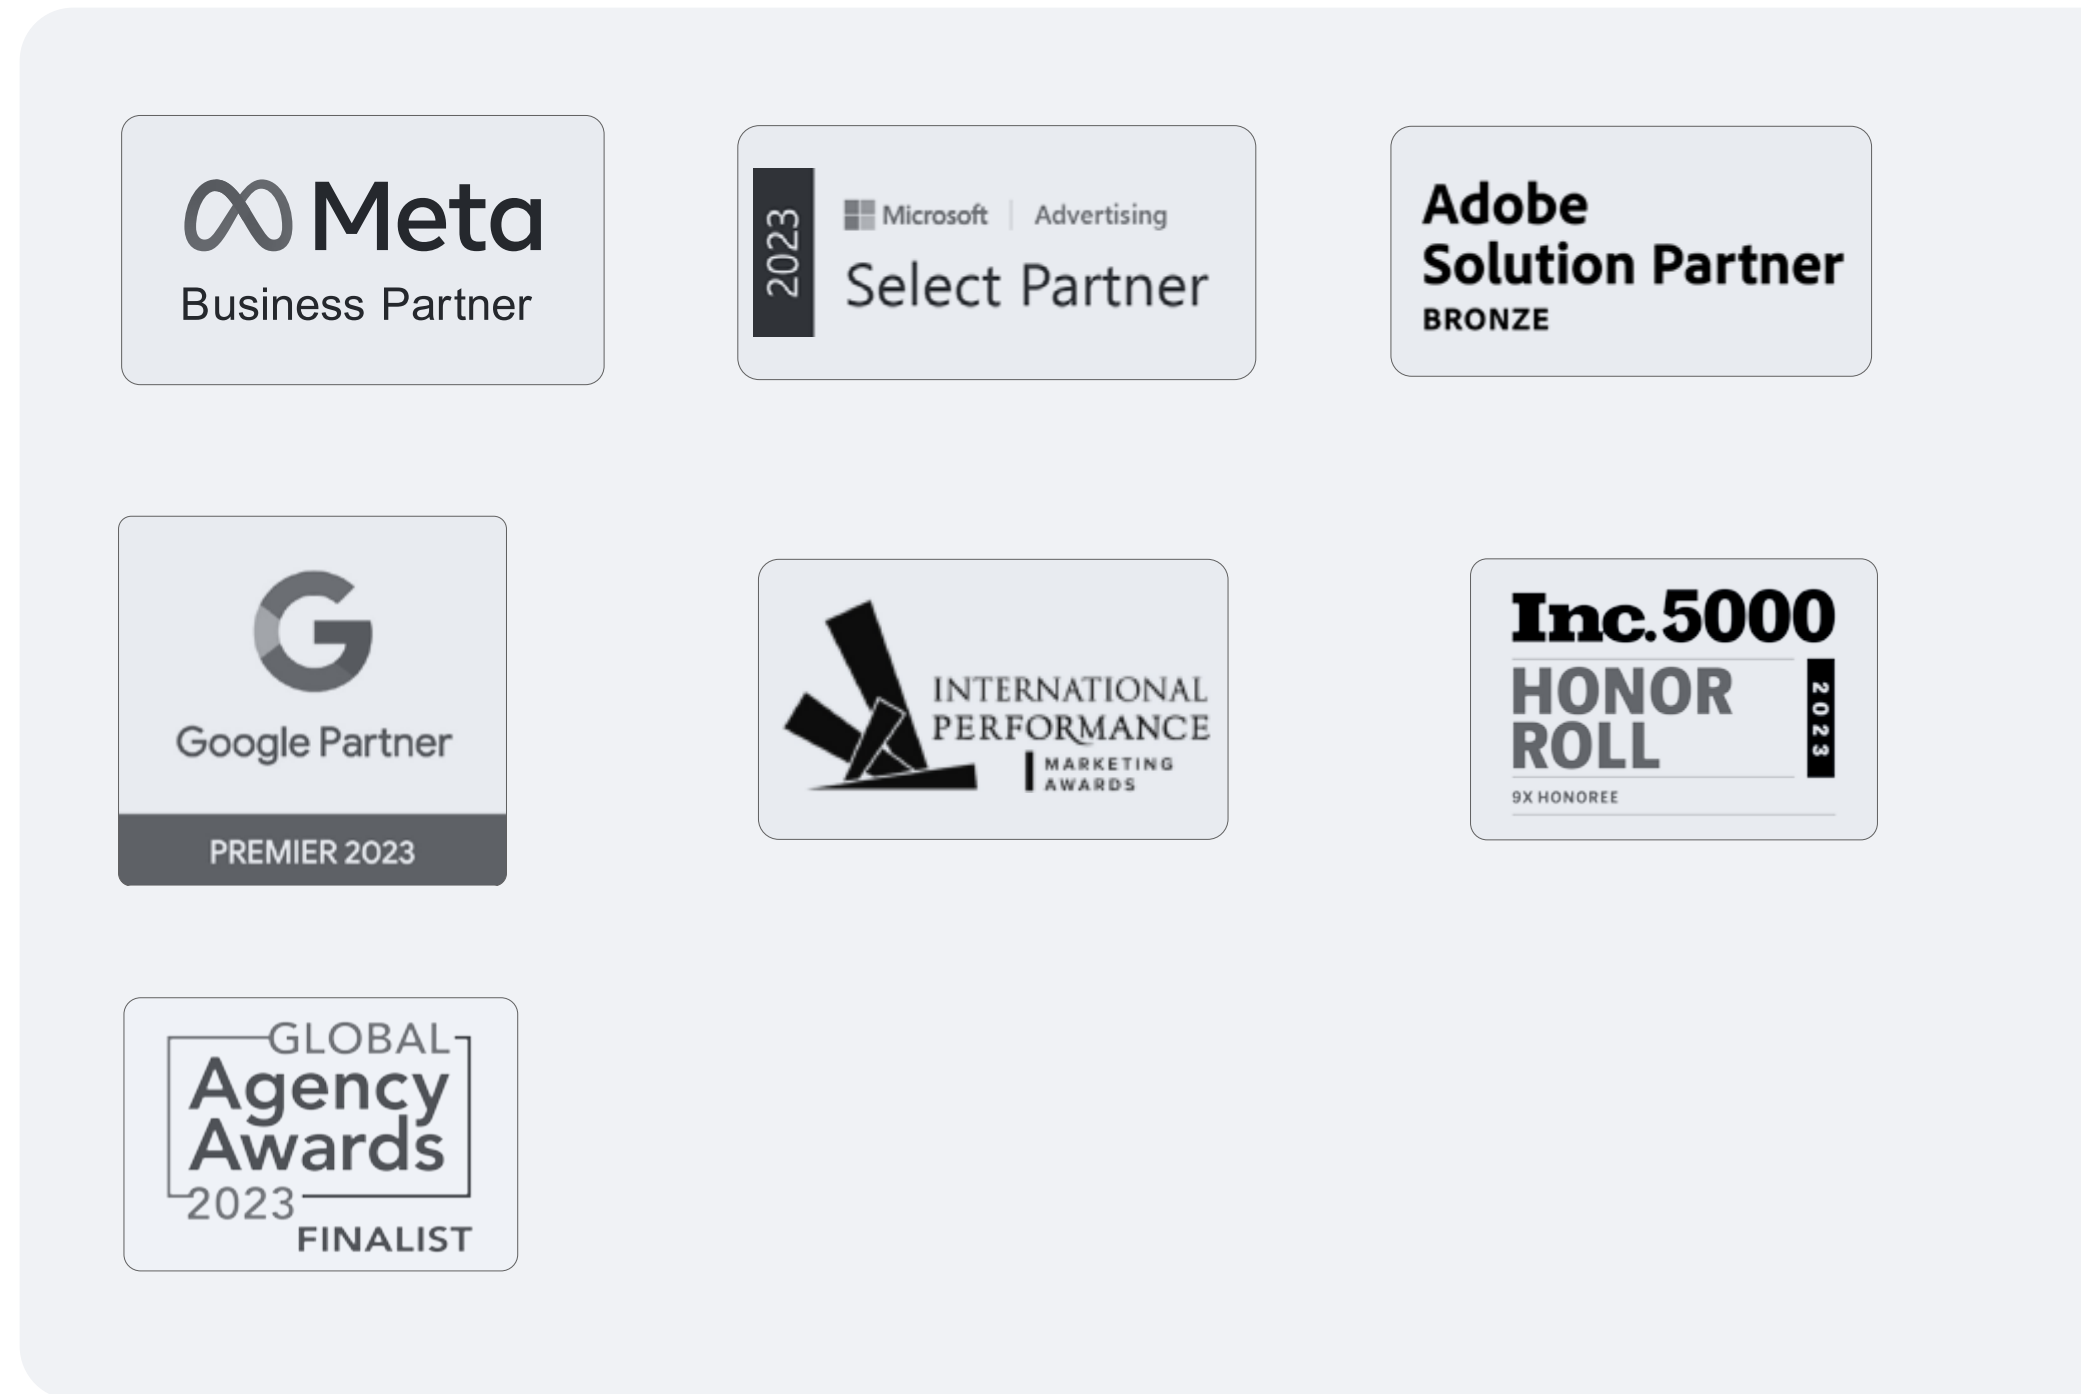 Meta
Business Partner
2023
Microsoft | Advertising
Select Partner
Adobe
Solution Partner
BRONZE
Google Partner
PREMIER 2023
INTERNATIONAL
PERFORMANCE
MARKETING
AWARDS
Inc.5000
HONOR
ROLL
2023
9X HONOREE
GLOBAL
Agency
Awards
2023
FINALIST